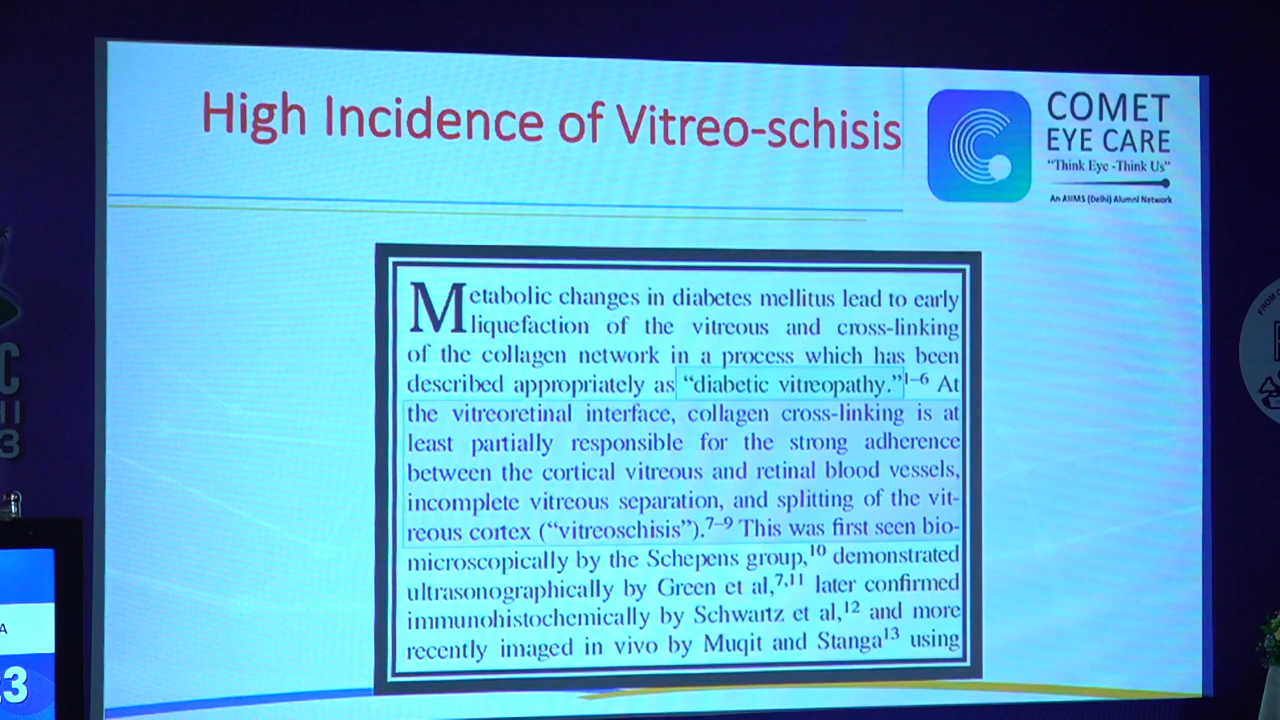 High Incidence of Vitreo-schisis
COMET
EYE CARE
"Think Eye -Think Us"
An AIIMS (Delhi) Alumni Network
Metabolic changes in diabetes mellitus lead to early
liquefaction of the vitreous and cross-linking
of the collagen network in a process which has been
described appropriately as “diabetic vitreopathy.”1–6 At
the vitreoretinal interface, collagen cross-linking is at
least partially responsible for the strong adherence
between the cortical vitreous and retinal blood vessels,
incomplete vitreous separation, and splitting of the vit-
reous cortex (“vitreoschisis”).7–9 This was first seen bio-
microscopically by the Schepens group,10 demonstrated
ultrasonographically by Green et al,7,11 later confirmed
immunohistochemically by Schwartz et al,12 and more
recently imaged in vivo by Muqit and Stanga13 using
C
3
A
3